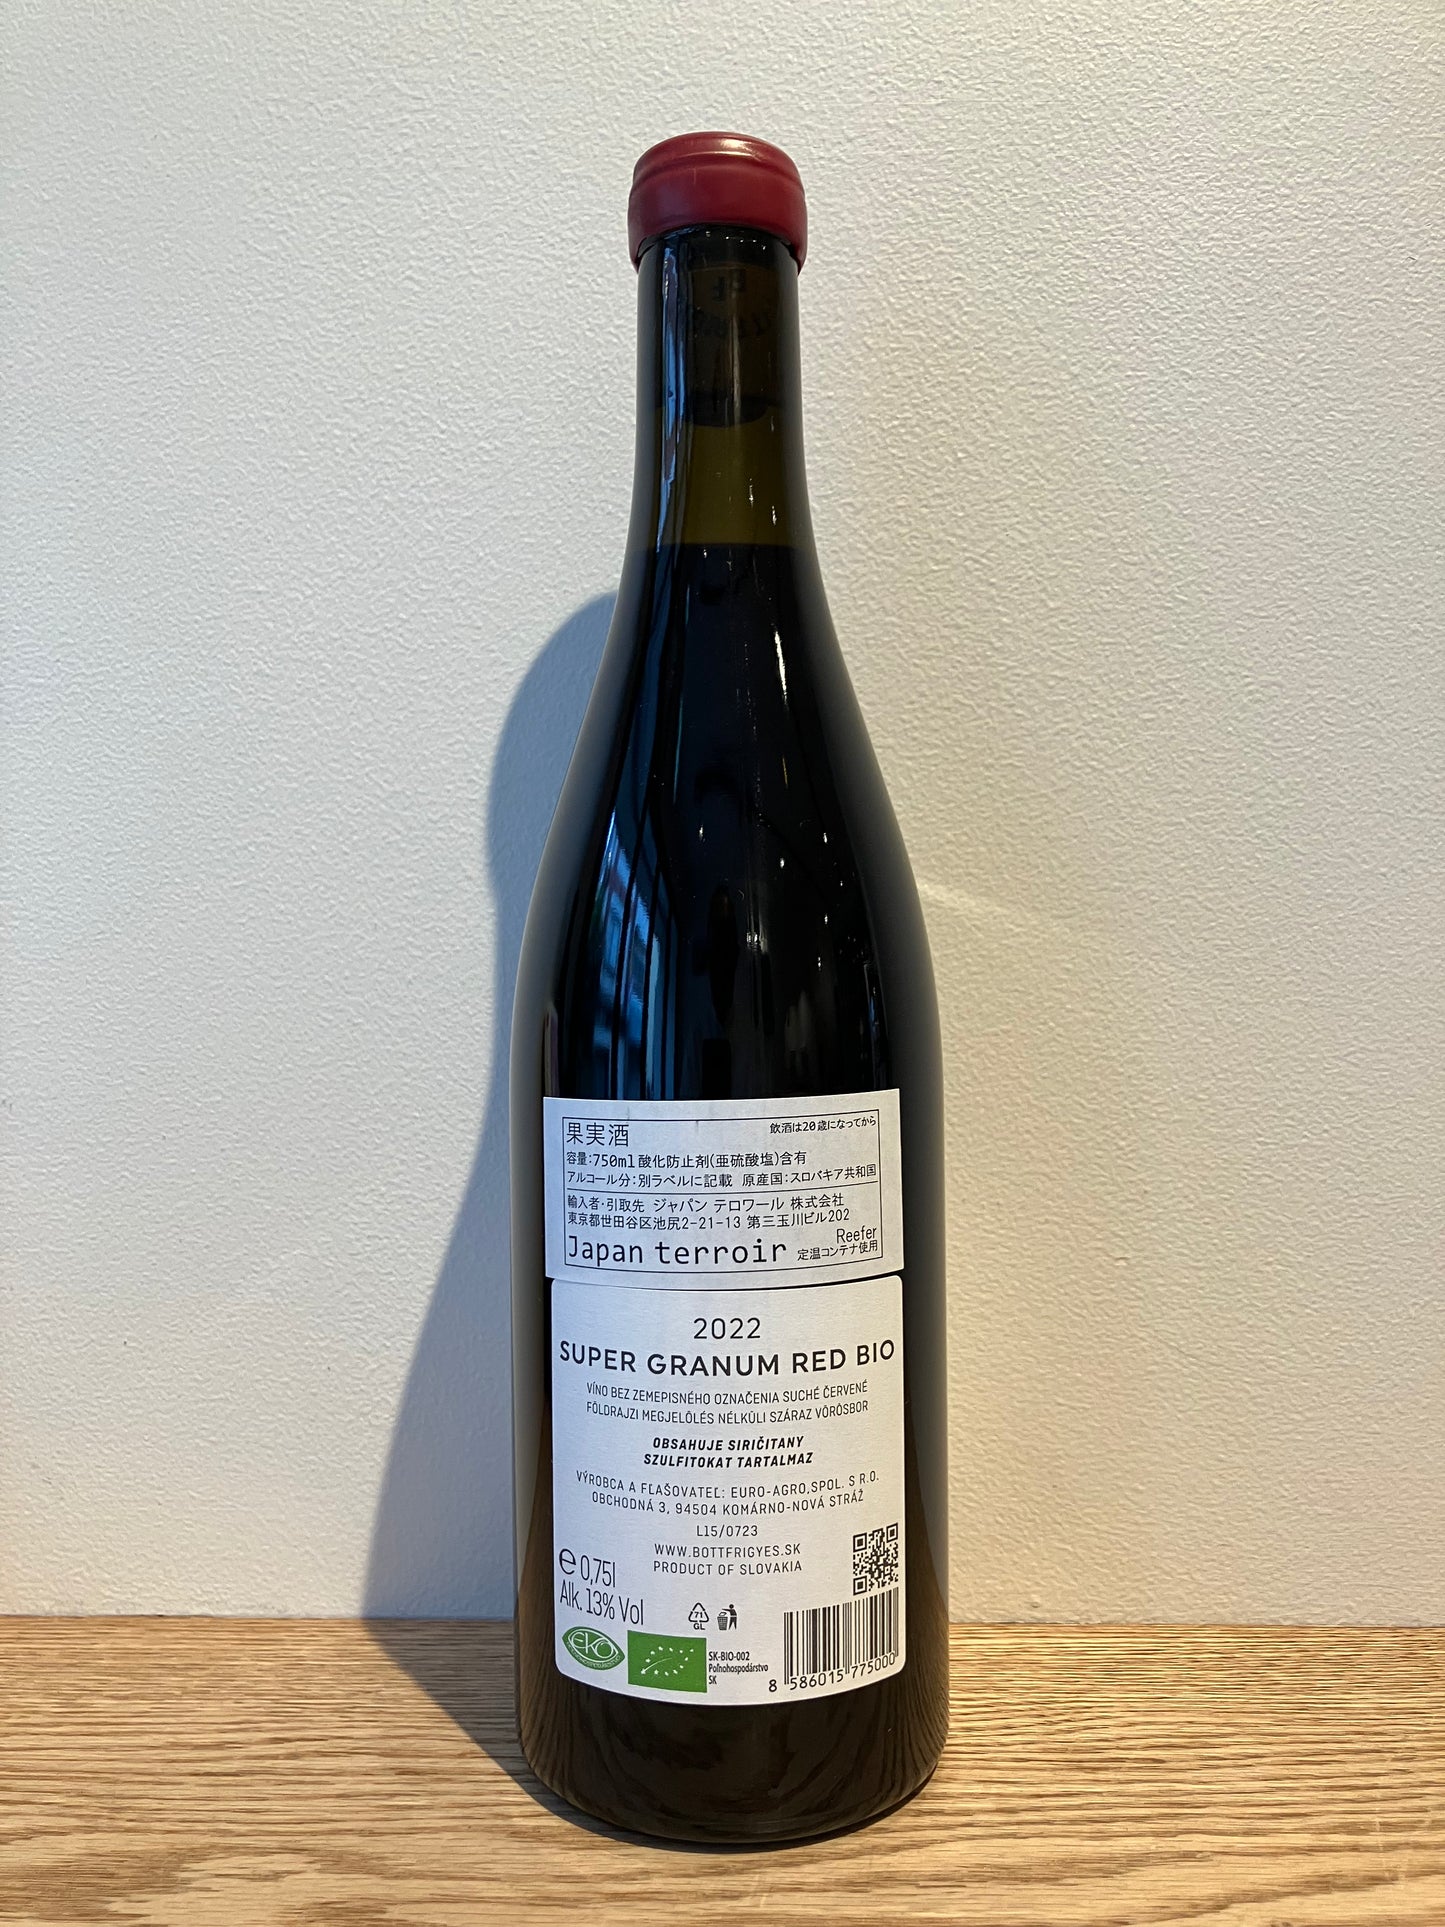 果実酒 飲酒は20歳になってから
容量:750ml 酸化防止剤(亜硫酸塩)含有
アルコール分:別ラベルに記載 原産国:スロバキア共和国
輸入者・引取先 ジャパン テロワール 株式会社
東京都世田谷区池尻2-21-13 第三玉川ビル202
Japan terroir Reefer
定温コンテナ使用
2022
SUPER GRANUM RED BIO
VÍNO BEZ ZEMEPISNÉHO OZNAČENIA SUCHÉ ČERVENÉ
FÖLDRAJZI MEGJELÖLÉS NÉLKÜLI SZÁRAZ VÖRÖSBOR
OBSAHUJE SIRIČITANY
SZULFITOKAT TARTALMAZ
VÝROBCA A FĽAŠOVATEĽ: EURO-AGRO,SPOL. S R.O.
OBCHODNÁ 3, 94504 KOMÁRNO-NOVÁ STRÁŽ
L15/0723
WWW.BOTTFRIGYES.SK
PRODUCT OF SLOVAKIA
e 0,75l
Alk. 13% Vol
71
GL
EKO
SK-BIO-002
Poľnohospodárstvo
SK
8 586015 775000